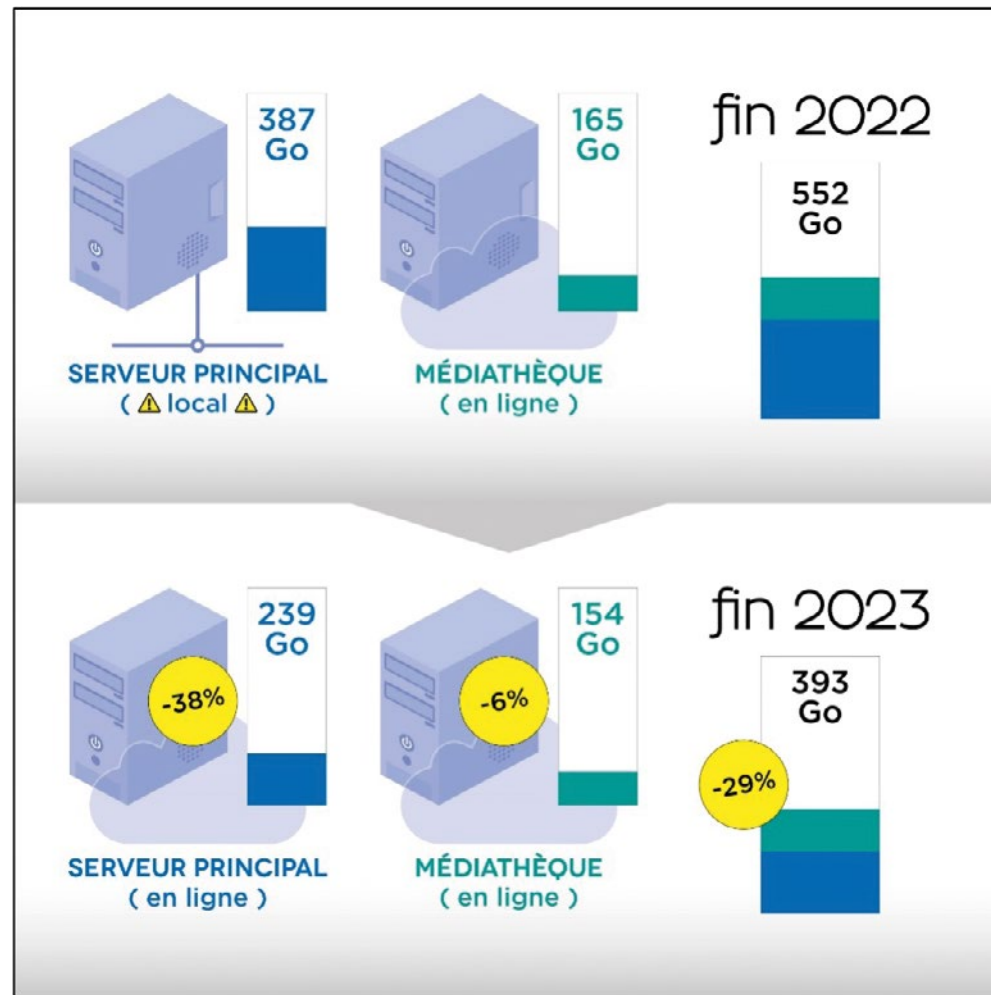 387
Go
165
Go
fin 2022
552
Go
SERVEUR PRINCIPAL
( ⚠ local ⚠ )
MÉDIATHÈQUE
( en ligne )
239
Go
-38%
154
Go
-6%
fin 2023
393
Go
-29%
SERVEUR PRINCIPAL
( en ligne )
MÉDIATHÈQUE
( en ligne )